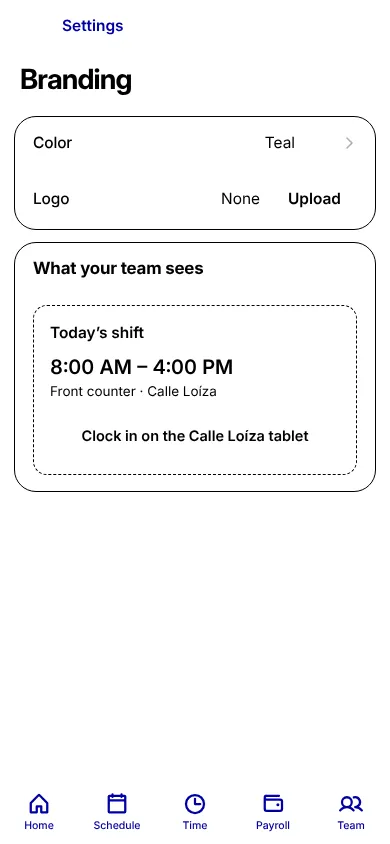 Settings
Branding
Color Teal
Logo None Upload
What your team sees
Today’s shift
8:00 AM – 4:00 PM
Front counter · Calle Loíza
Clock in on the Calle Loíza tablet
Home Schedule Time Payroll Team